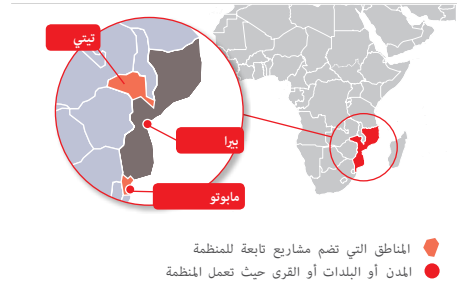 تيتي
بيرا
مابوتو
المناطق التي تضم مشاريع تابعة للمنظمة
المدن أو البلدات أو القرى حيث تعمل المنظمة